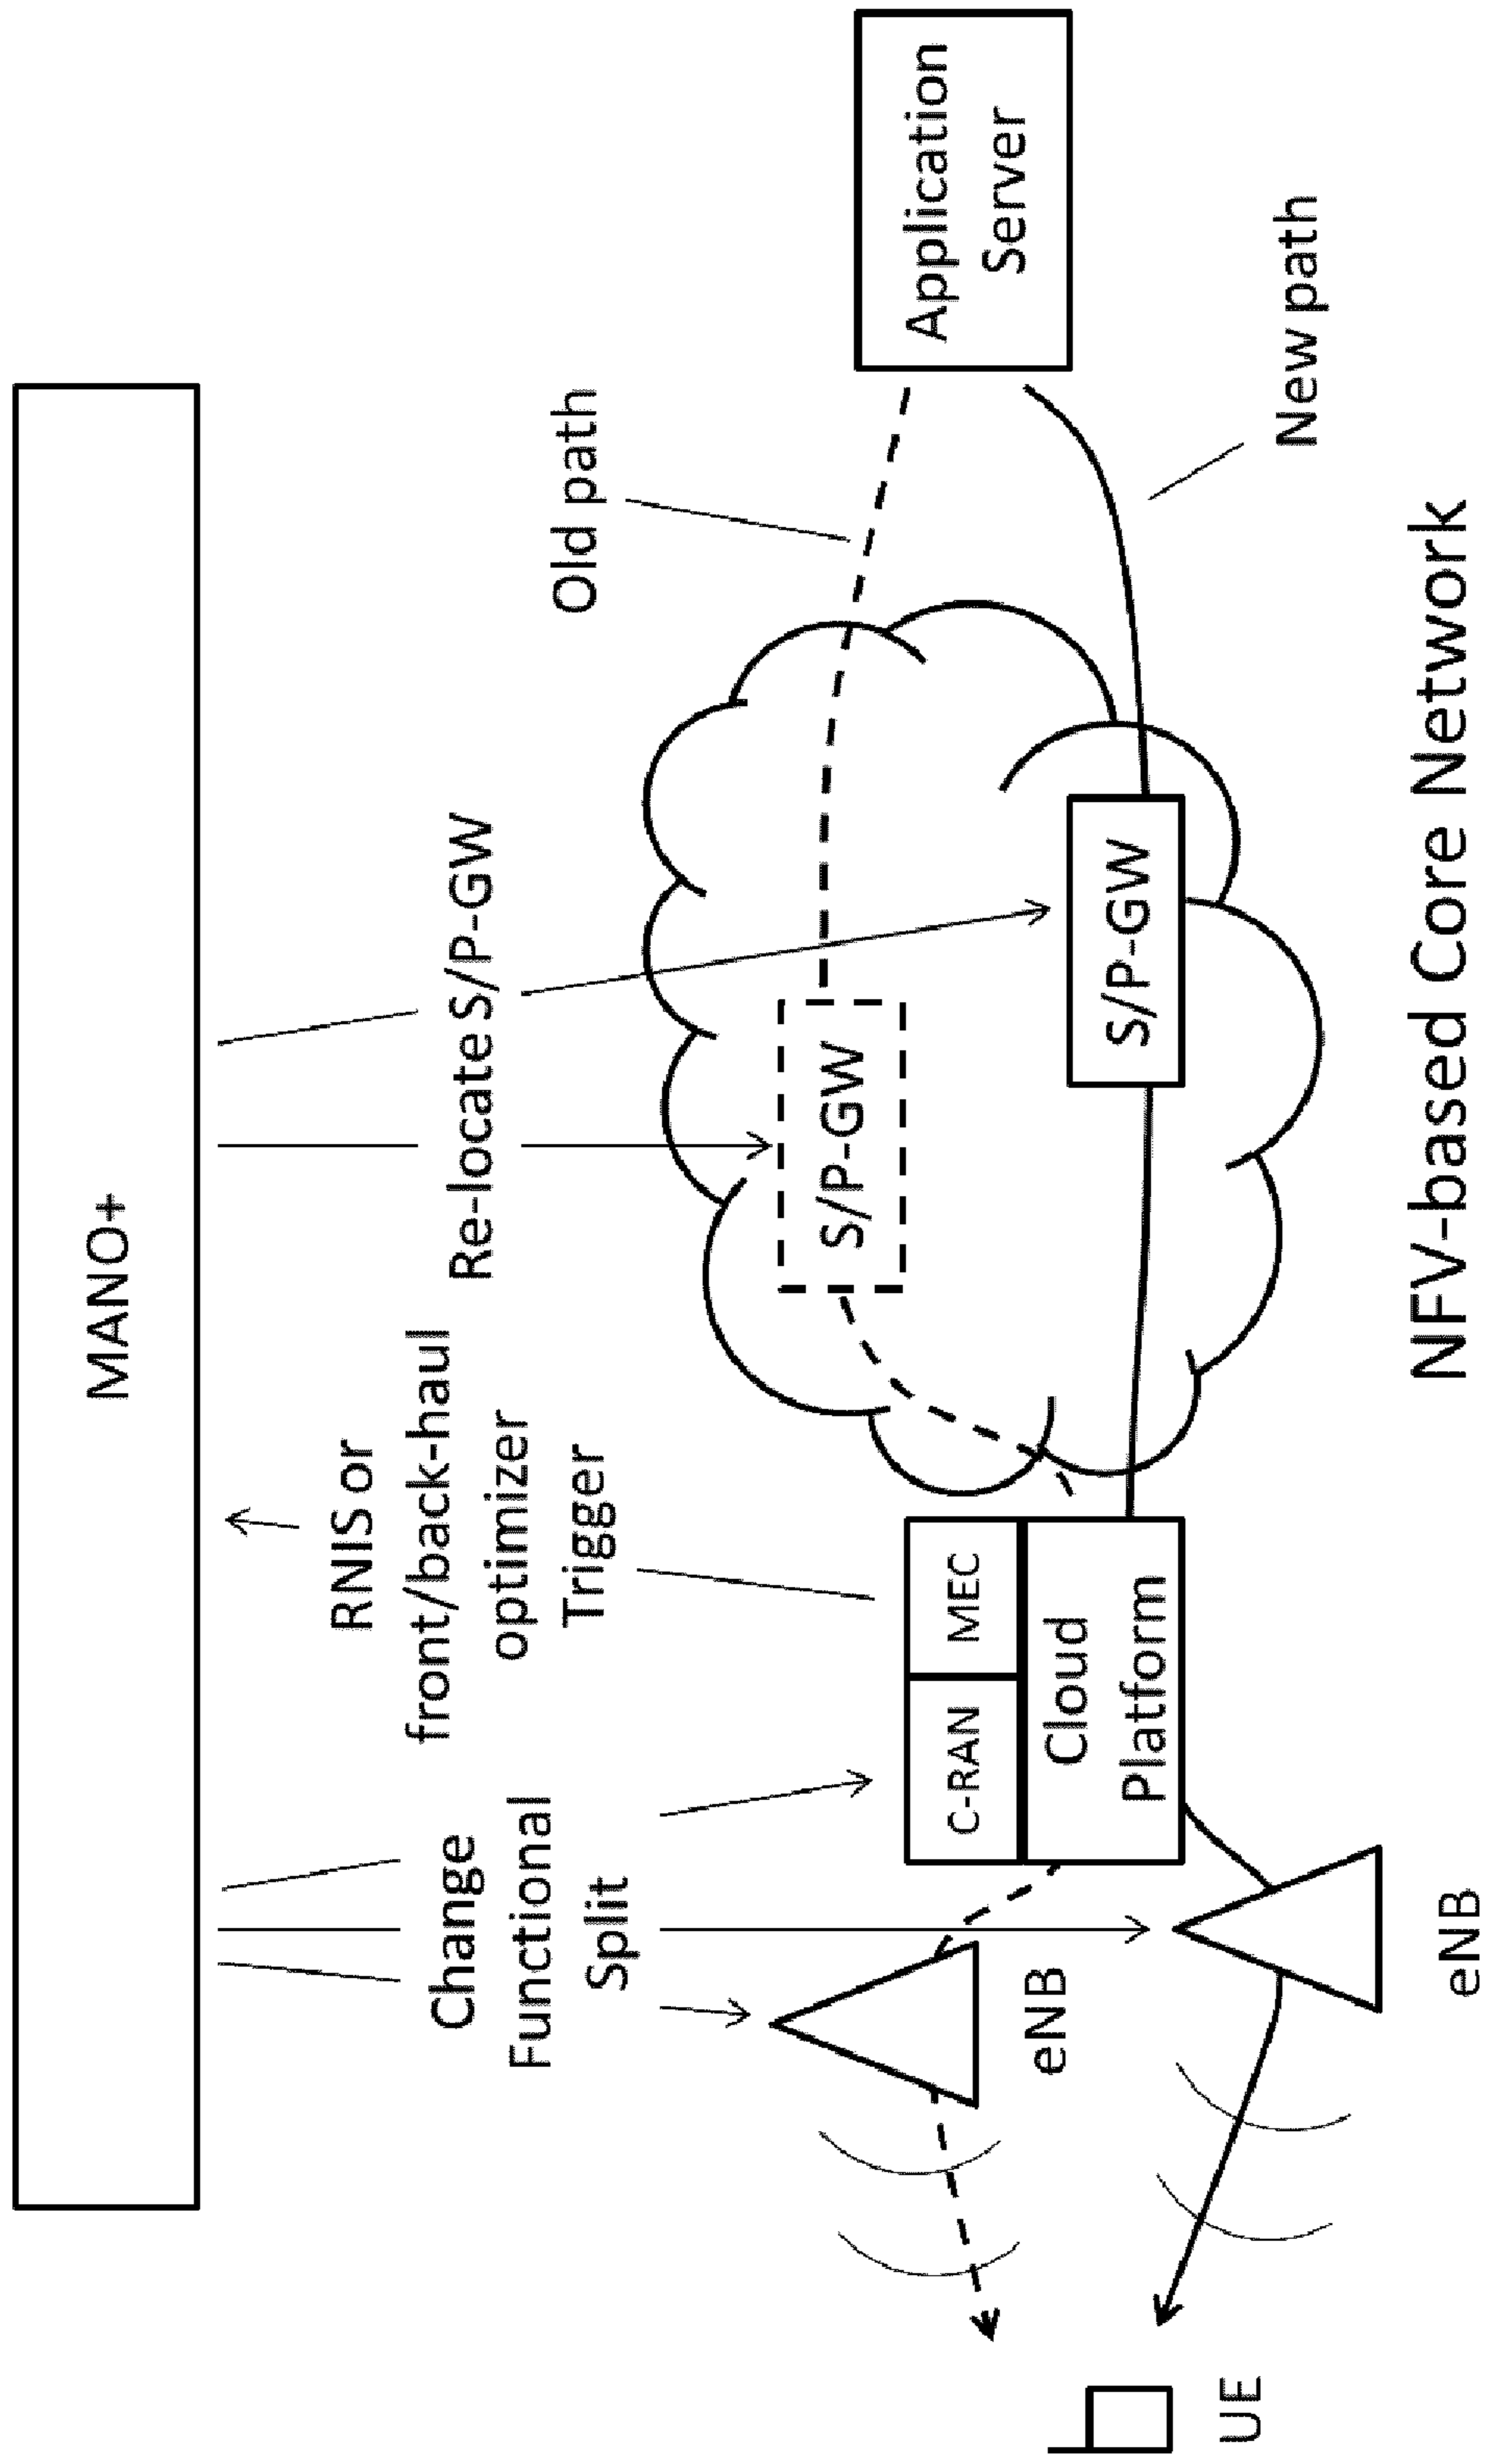 MANO+
Change
Functional
Split
RNIS or
front/back-haul
optimizer
Trigger
Re-locate S/P-GW
Old path
S/P-GW
C-RAN
MEC
Cloud
Platform
Application
Server
eNB
S/P-GW
New path
UE
eNB
NFV-based Core Network